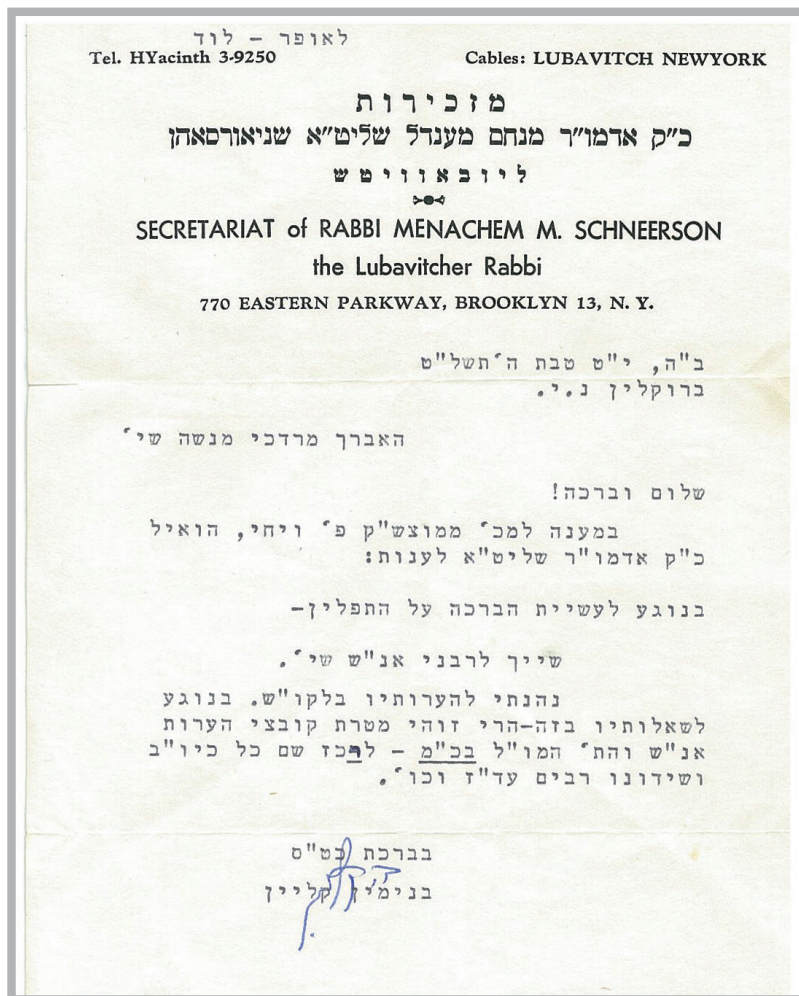 לאופר - לוד
Tel. HYacinth 3-9250 Cables: LUBAVITCH NEWYORK
מזכירות
כ"ק אדמו"ר מנחם מענדל שליט"א שניאורסאהן
ליובאוויטש
SECRETARIAT of RABBI MENACHEM M. SCHNEERSON
the Lubavitcher Rabbi
770 EASTERN PARKWAY, BROOKLYN 13, N. Y.
ב"ה, י"ט טבת ה'תשל"ט
ברוקלין נ.י.
האברך מרדכי מנשה שי'
שלום וברכה!
במענה למכ' ממוצש"ק פ' ויחי, הואיל
כ"ק אדמו"ר שליט"א לענות:
בנוגע לעשיית הברכה על התפלין-
שייך לרבני אנ"ש שי'.
נהנתי להערותיו בלקו"ש. בנוגע
לשאלותיו בזה-הרי זוהי מטרת קובצי הערות
אנ"ש והת' המו"ל בכ"מ - לרכז שם כל כיו"ב
ושידונו רבים עד"ז וכו'.
בברכת כט"ס
בנימין קליין